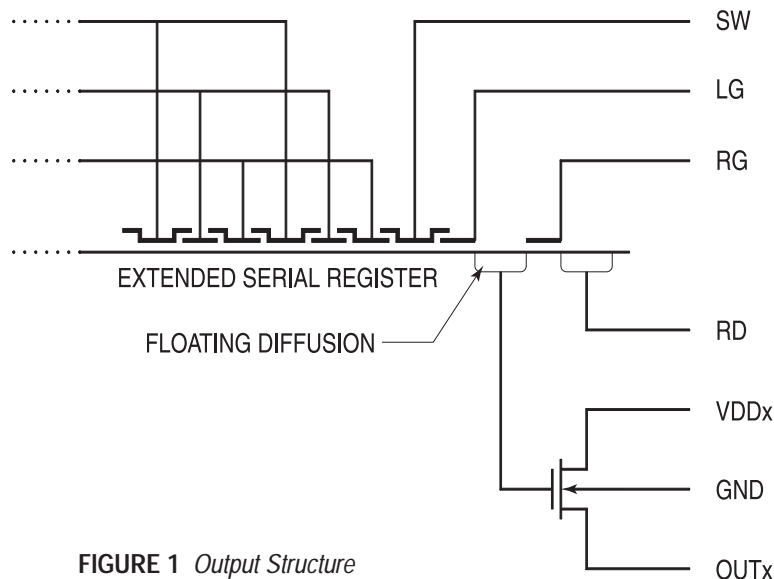 SW
LG
RG
EXTENDED SERIAL REGISTER
FLOATING DIFFUSION
RD
VDDx
GND
OUTx
FIGURE 1 Output Structure